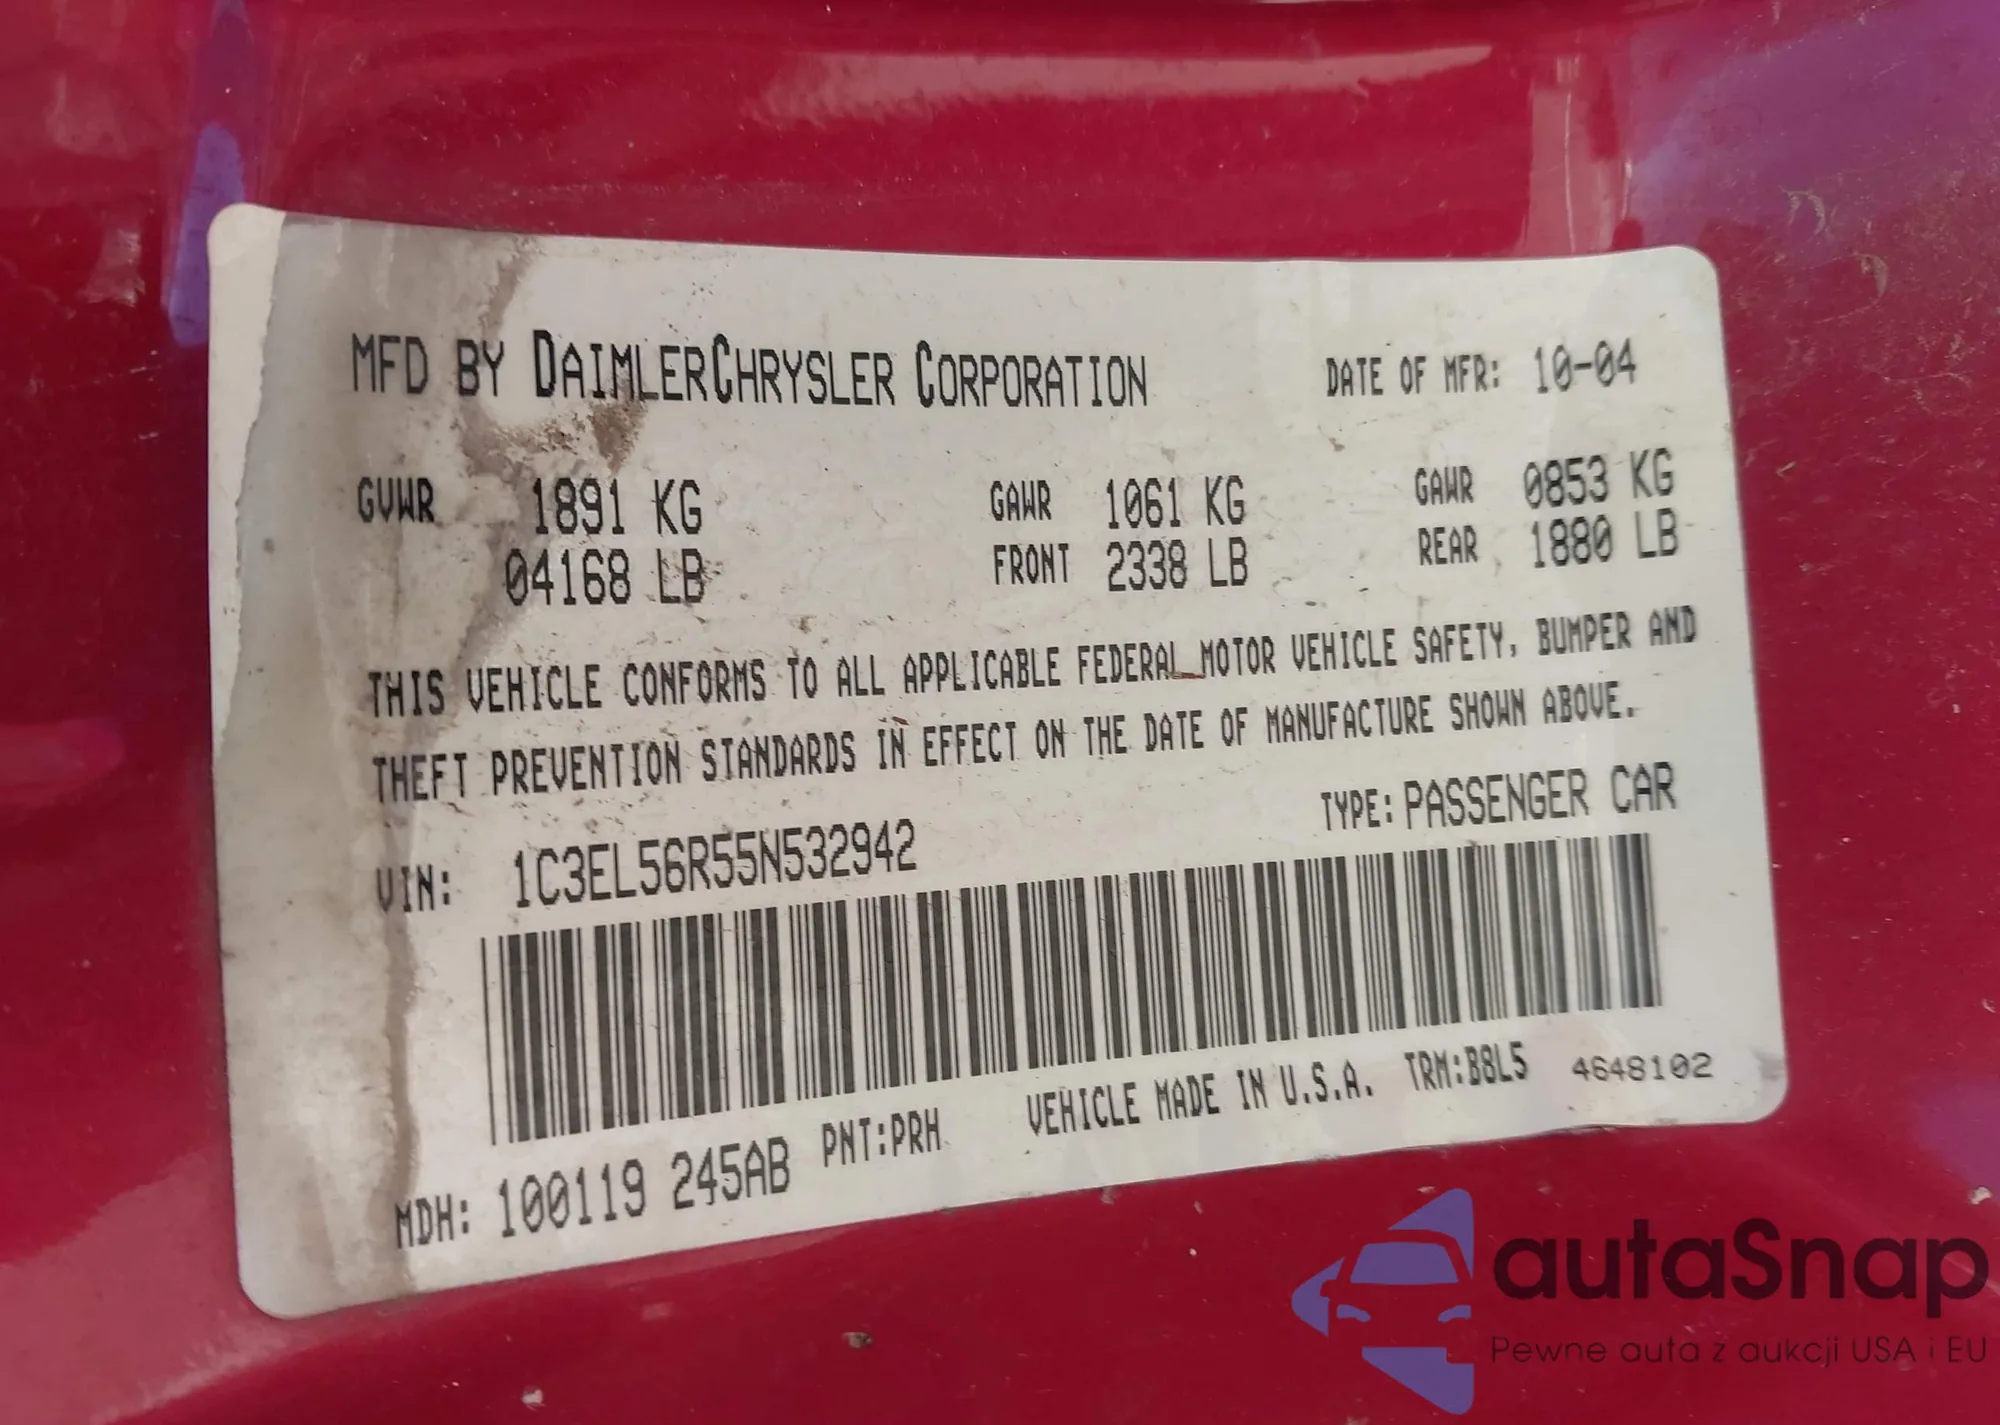 MFD BY DAIMLERCHRYSLER CORPORATION DATE OF MFR: 10-04
GVWR 1891 KG GAWR 1061 KG GAWR 0853 KG
04168 LB FRONT 2338 LB REAR 1880 LB
THIS VEHICLE CONFORMS TO ALL APPLICABLE FEDERAL MOTOR VEHICLE SAFETY, BUMPER AND
THEFT PREVENTION STANDARDS IN EFFECT ON THE DATE OF MANUFACTURE SHOWN ABOVE.
VIN: 1C3EL56R55N532942 TYPE: PASSENGER CAR
MDH: 100119 245AB PNT:PRH VEHICLE MADE IN U.S.A. TRM:B8L5 4648102
autaSnap
Pewne auta z aukcji USA i EU